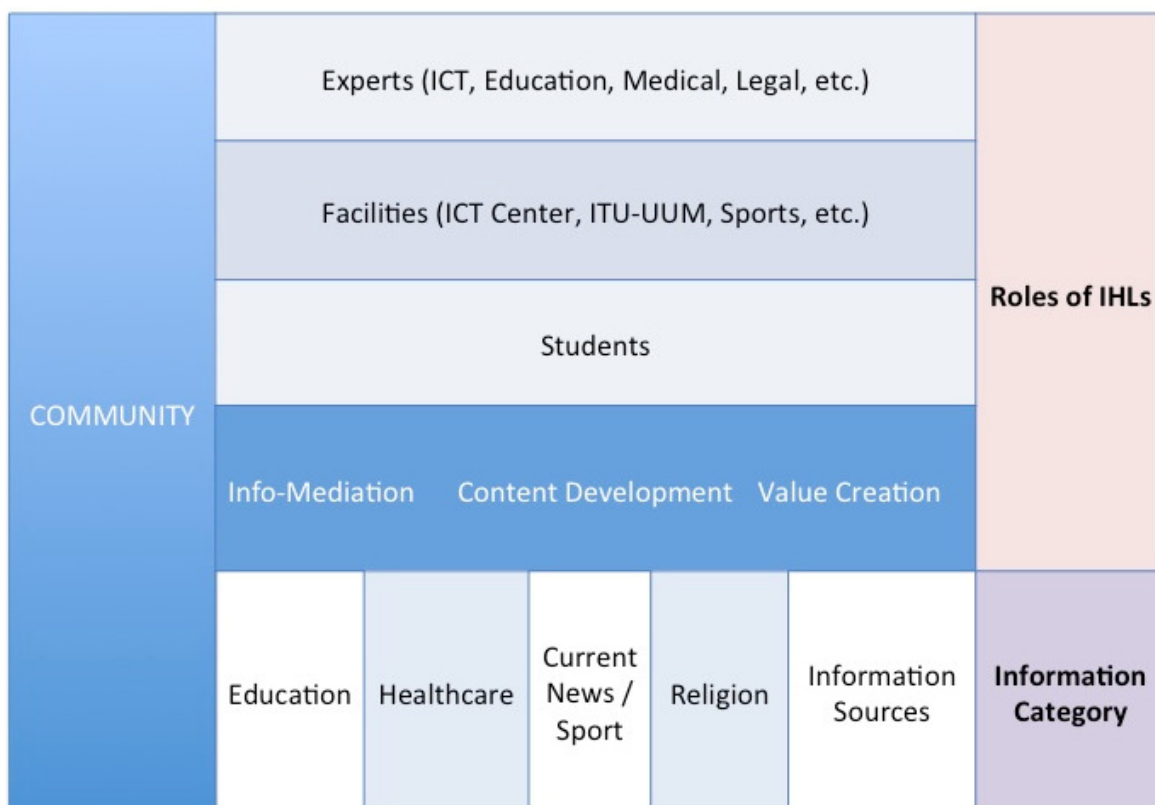 Experts (ICT, Education, Medical, Legal, etc.)
Facilities (ICT Center, ITU-UUM, Sports, etc.)
Roles of IHLs
Students
COMMUNITY
Info-Mediation Content Development Value Creation
Education
Healthcare
Current
News /
Sport
Religion
Information
Sources
Information
Category